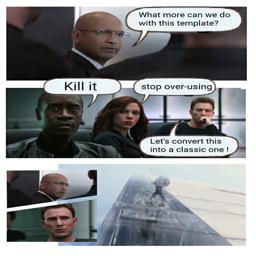 What more can we do
with this template?
Kill it
stop over-using
Let's convert this
into a classic one !